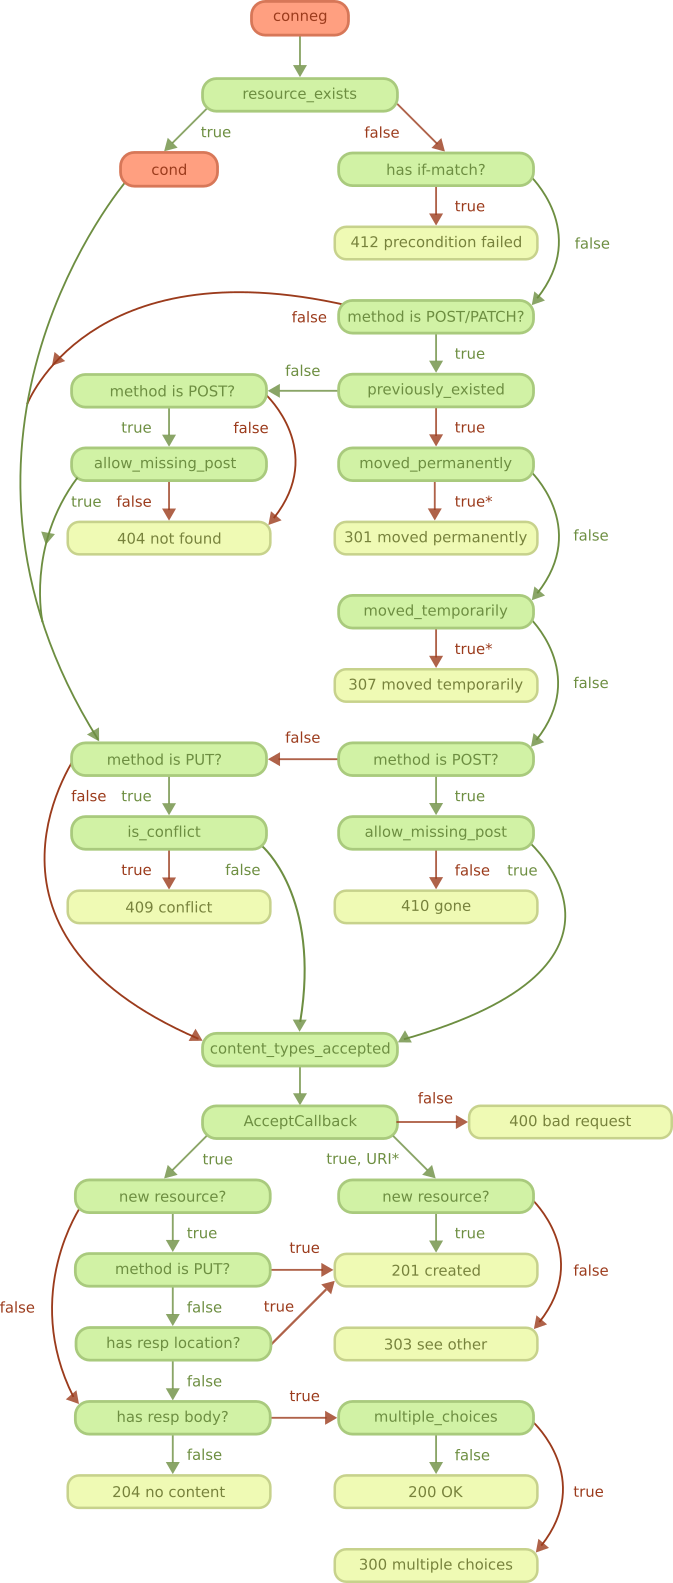 conneg
resource_exists
true
false
cond
has if-match?
true
412 precondition failed
false
false
method is POST/PATCH?
true
false
method is POST?
previously_existed
true
false
true
allow_missing_post
moved_permanently
true
false
true*
404 not found
301 moved permanently
false
moved_temporarily
true*
307 moved temporarily
false
false
method is PUT?
method is POST?
false
true
true
is_conflict
allow_missing_post
true
false
false
true
409 conflict
410 gone
content_types_accepted
false
AcceptCallback
400 bad request
true
true, URI*
new resource?
new resource?
true
true
true
method is PUT?
201 created
false
false
false
true
has resp location?
303 see other
false
true
has resp body?
multiple_choices
false
false
204 no content
200 OK
true
300 multiple choices